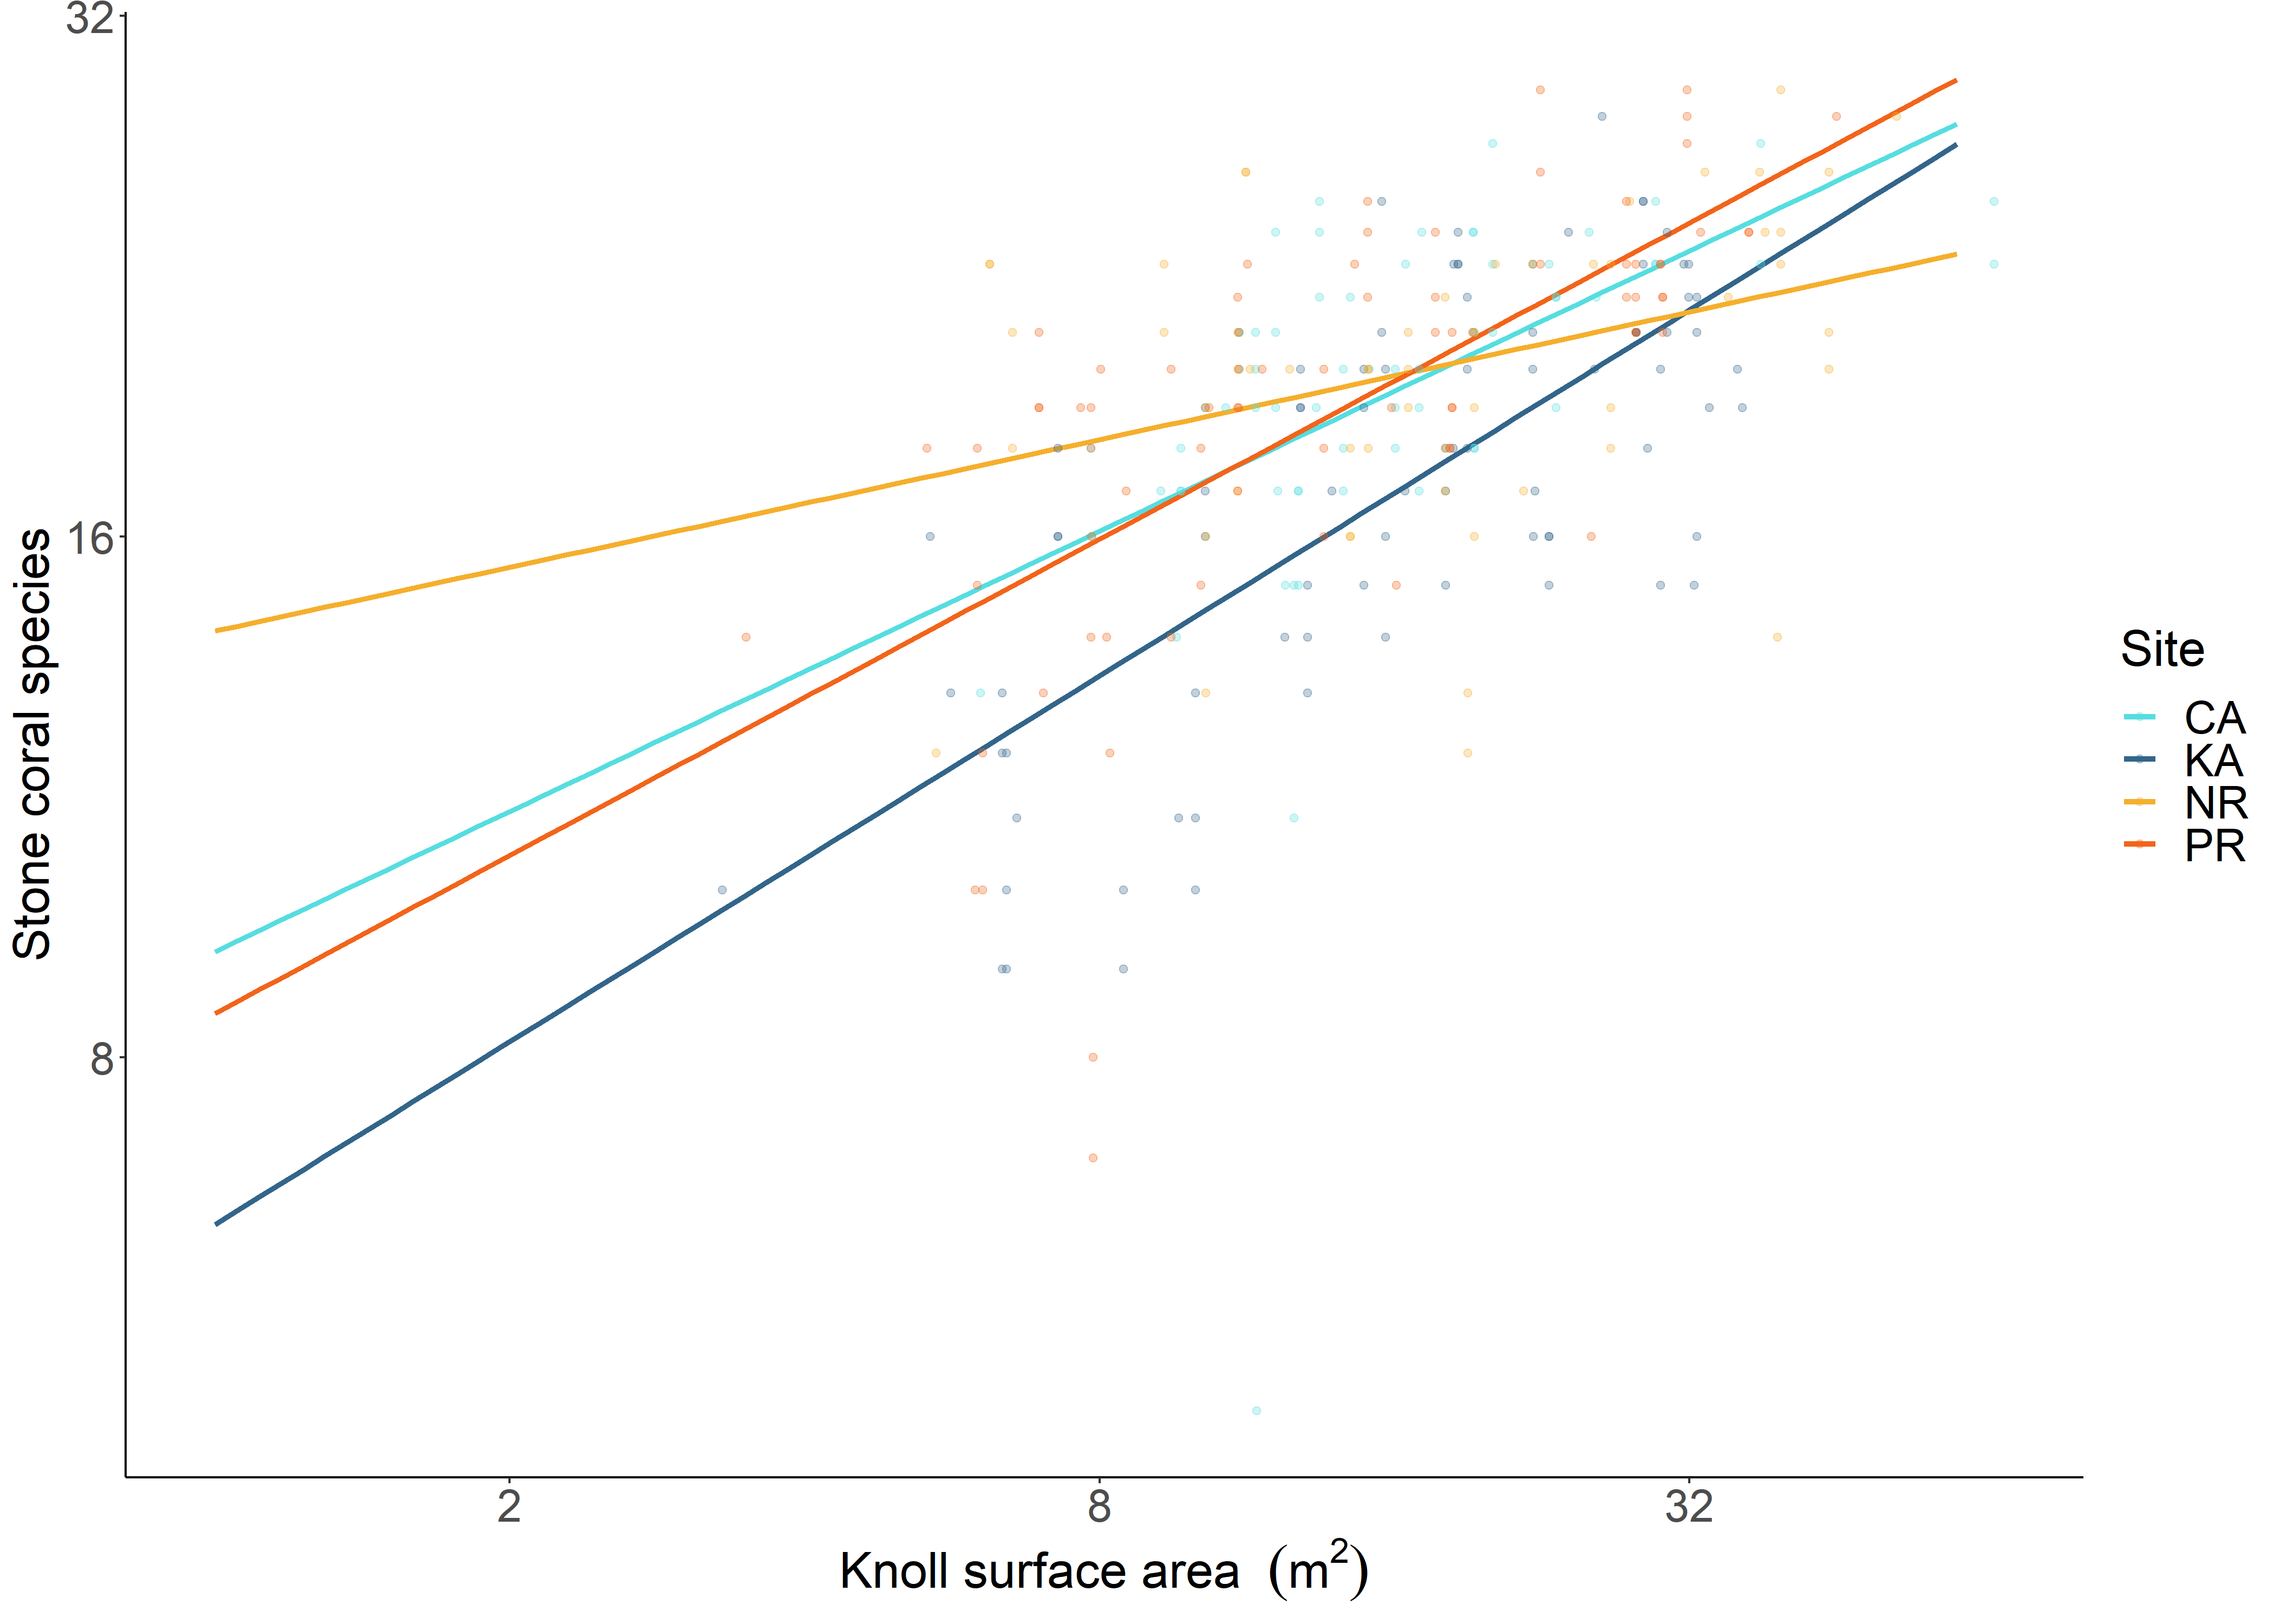 32
16
8
Stone coral species
2
8
32
Knoll surface area (m²)
Site
CA
KA
NR
PR